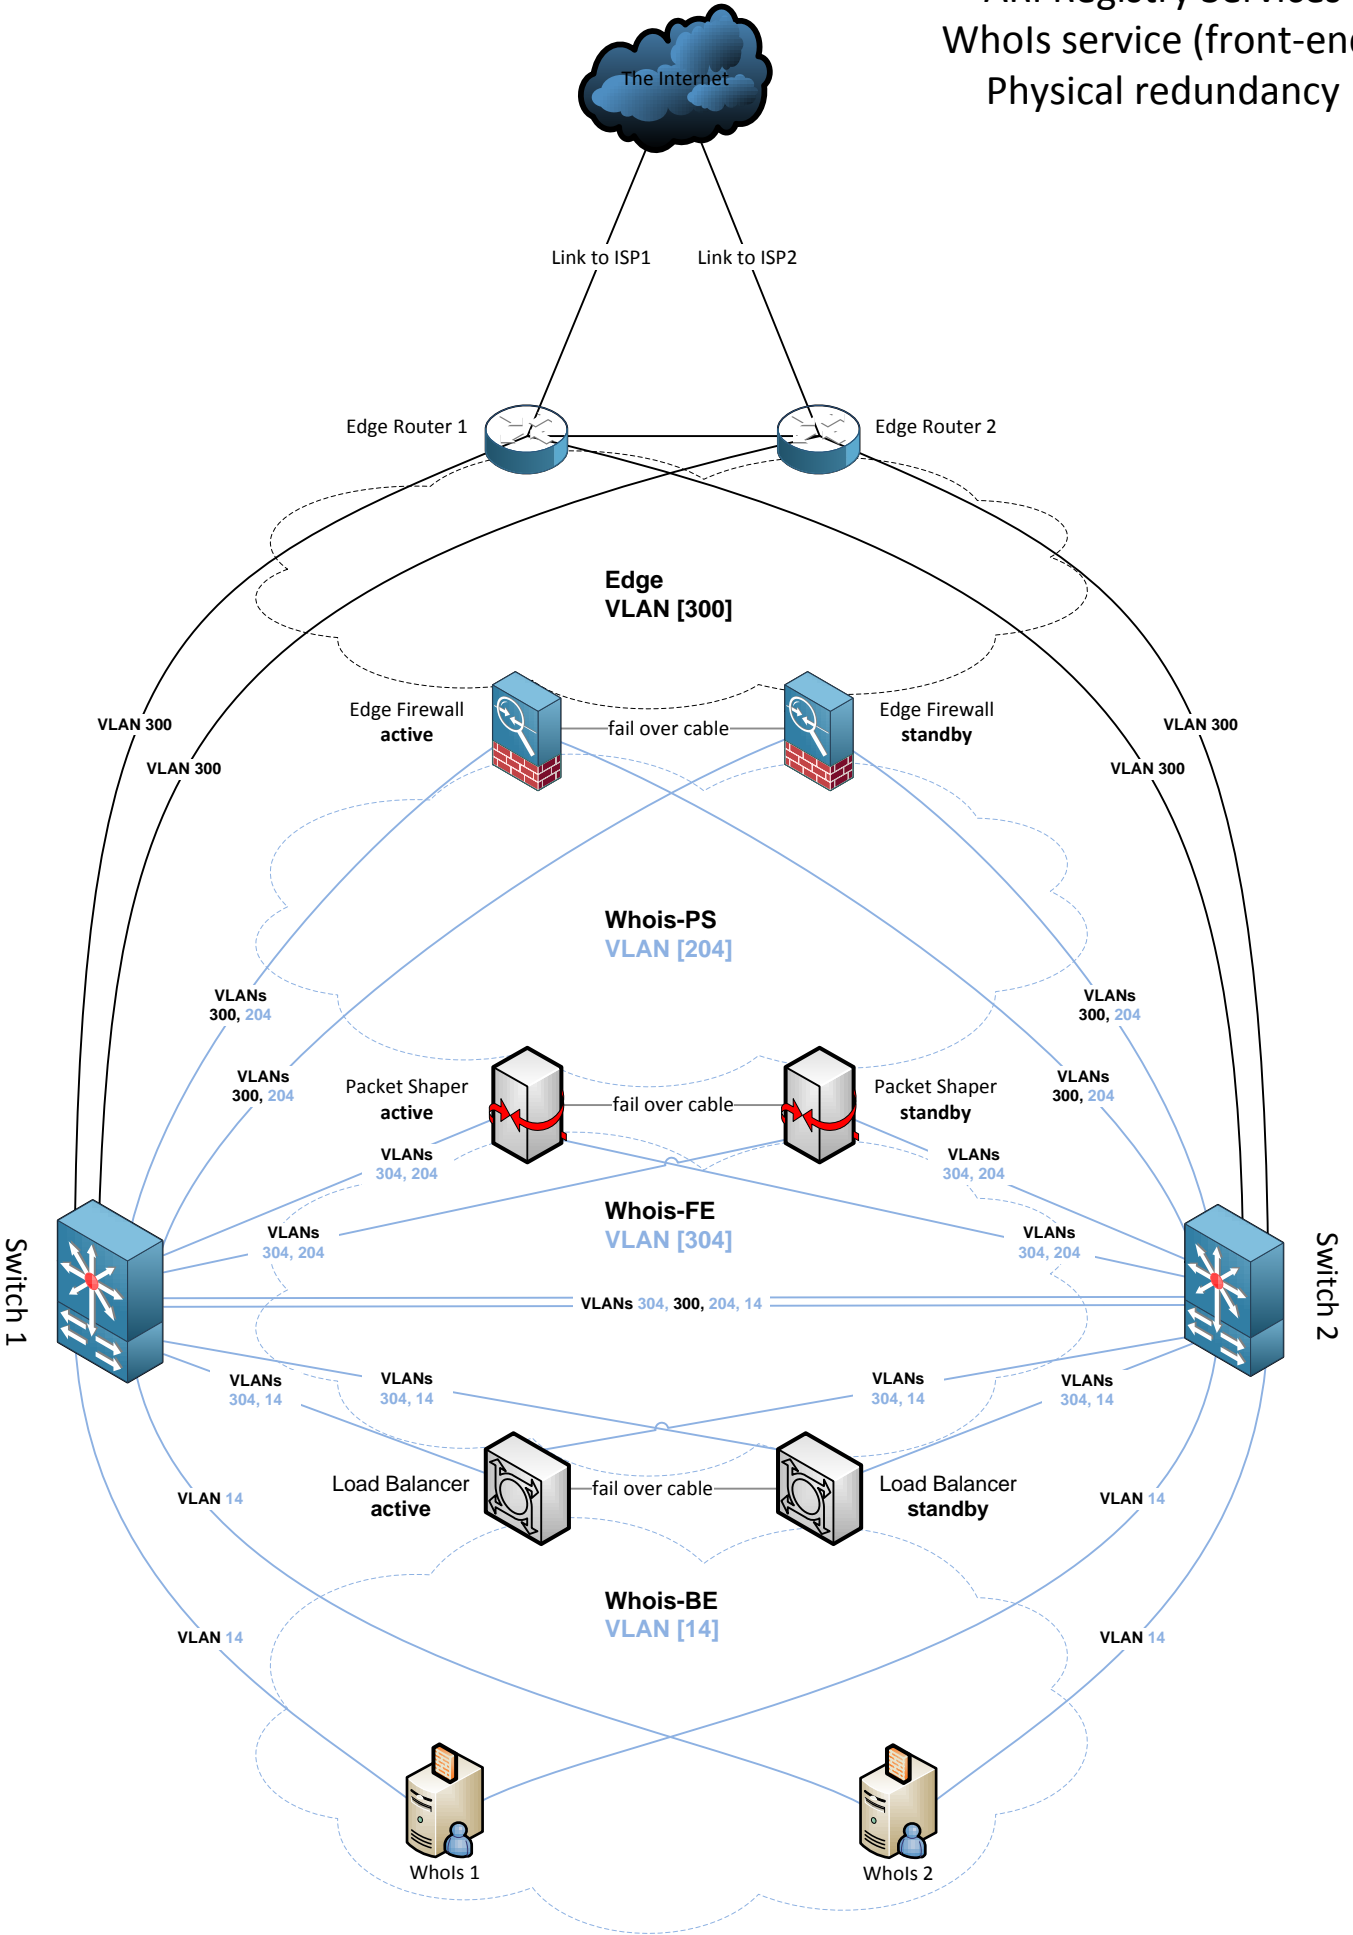 WhoIs service (front-end
Physical redundancy
The Internet
Link to ISP1
Link to ISP2
Edge Router 1
Edge Router 2
Edge
VLAN [300]
Edge Firewall
active
fail over cable
Edge Firewall
standby
VLAN 300
VLAN 300
VLAN 300
VLAN 300
Whois-PS
VLAN [204]
VLANs
300, 204
VLANs
300, 204
VLANs
300, 204
VLANs
300, 204
Packet Shaper
active
fail over cable
Packet Shaper
standby
VLANs
304, 204
VLANs
304, 204
Whois-FE
VLAN [304]
VLANs
304, 204
VLANs
304, 204
Switch 1
Switch 2
VLANs 304, 300, 204, 14
VLANs
304, 14
VLANs
304, 14
VLANs
304, 14
VLANs
304, 14
Load Balancer
active
fail over cable
Load Balancer
standby
VLAN 14
VLAN 14
Whois-BE
VLAN [14]
VLAN 14
VLAN 14
WhoIs 1
WhoIs 2